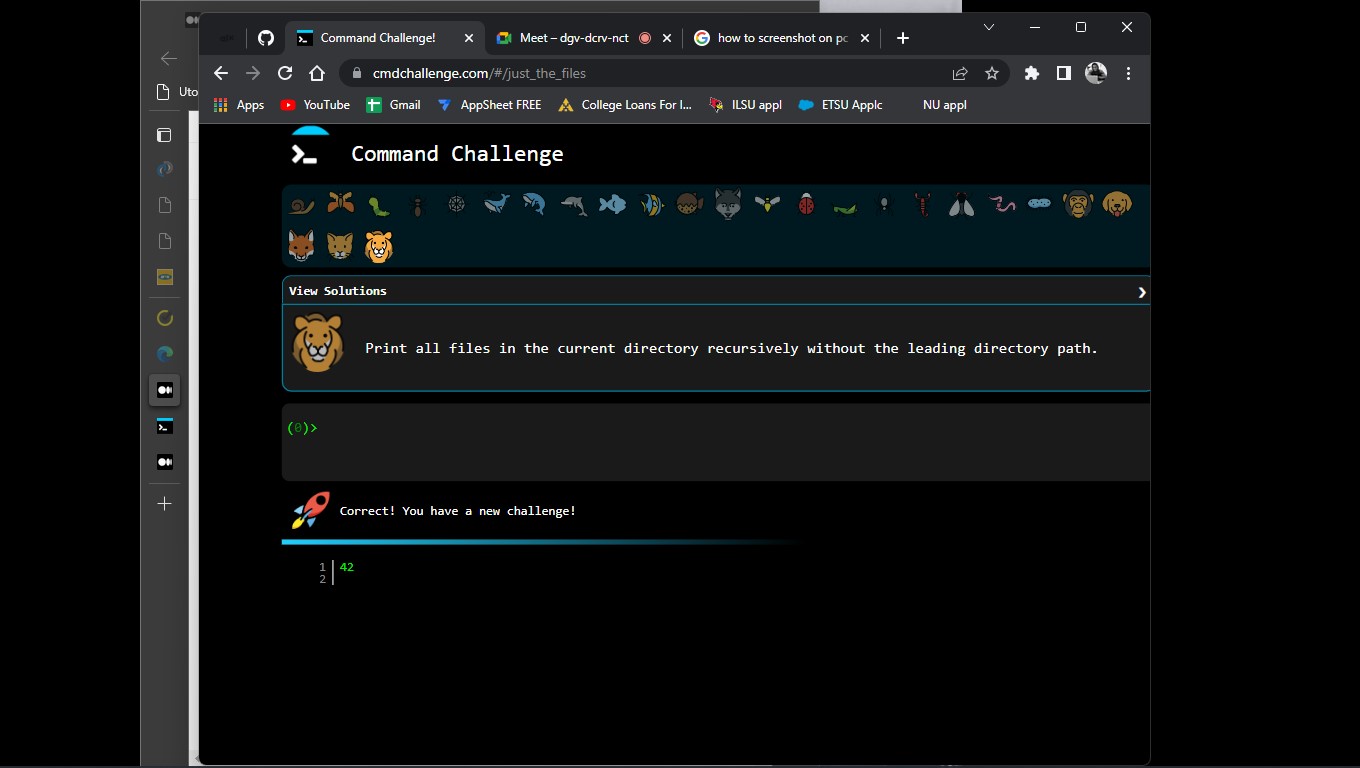 Command Challenge!
Meet – dgv-dcrv-nct
how to screenshot on pc
cmdchallenge.com/#/just_the_files
Uto
Apps
YouTube
Gmail
AppSheet FREE
College Loans For I...
ILSU appl
ETSU Applc
NU appl
>_ Command Challenge
View Solutions
Print all files in the current directory recursively without the leading directory path.
(0)>
Correct! You have a new challenge!
1 42
2